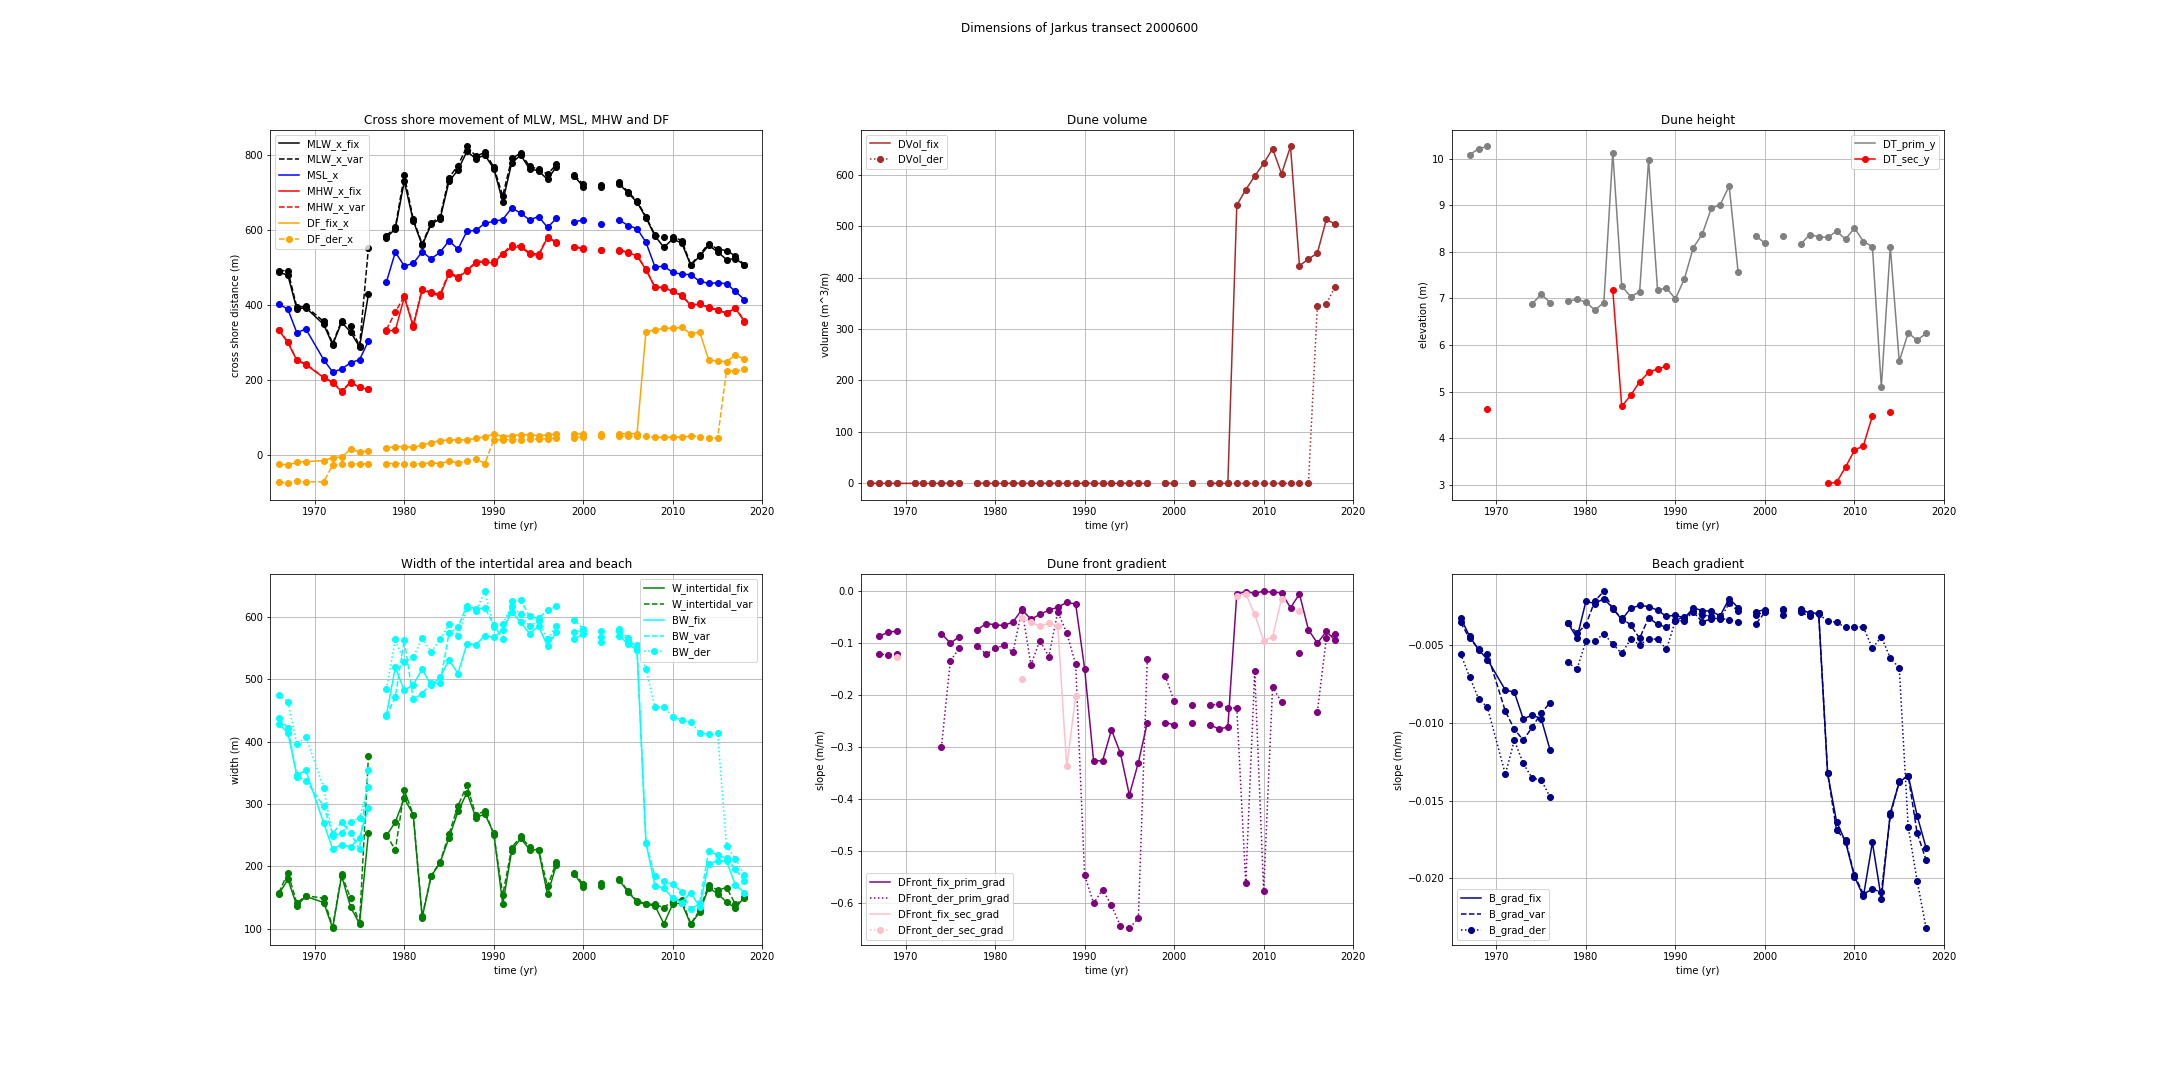 Dimensions of Jarkus transect 2000600
Cross shore movement of MLW, MSL, MHW and DF
MLW_x_fix
MLW_x_var
MSL_x
MHW_x_fix
MHW_x_var
DF_fix_x
DF_der_x
800
600
400
200
0
cross shore distance (m)
1970 1980 1990 2000 2010 2020
time (yr)
Dune volume
DVol_fix
DVol_der
600
500
400
300
200
100
0
volume (m^3/m)
1970 1980 1990 2000 2010 2020
time (yr)
Dune height
DT_prim_y
DT_sec_y
10
9
8
7
6
5
4
3
elevation (m)
1970 1980 1990 2000 2010 2020
time (yr)
Width of the intertidal area and beach
W_intertidal_fix
W_intertidal_var
BW_fix
BW_var
BW_der
600
500
400
300
200
100
width (m)
1970 1980 1990 2000 2010 2020
time (yr)
Dune front gradient
0.0
−0.1
−0.2
−0.3
−0.4
−0.5
−0.6
slope (m/m)
DFront_fix_prim_grad
DFront_der_prim_grad
DFront_fix_sec_grad
DFront_der_sec_grad
1970 1980 1990 2000 2010 2020
time (yr)
Beach gradient
−0.005
−0.010
−0.015
−0.020
slope (m/m)
B_grad_fix
B_grad_var
B_grad_der
1970 1980 1990 2000 2010 2020
time (yr)